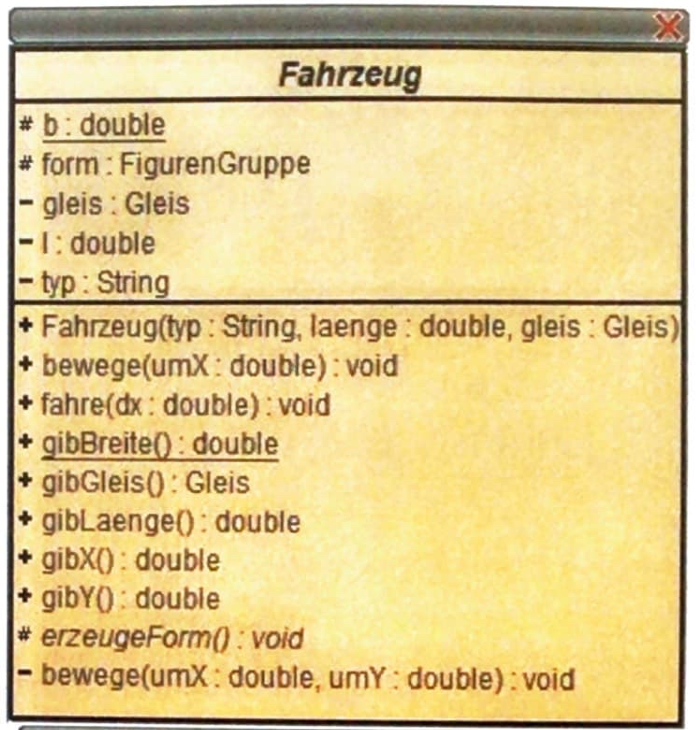 Fahrzeug
# b : double
# form : FigurenGruppe
- gleis : Gleis
- l : double
- typ : String
+ Fahrzeug(typ : String, laenge : double, gleis : Gleis)
+ bewege(umX : double) : void
+ fahre(dx : double) : void
+ gibBreite() : double
+ gibGleis() : Gleis
+ gibLaenge() : double
+ gibX() : double
+ gibY() : double
# erzeugeForm() : void
- bewege(umX : double, umY : double) : void